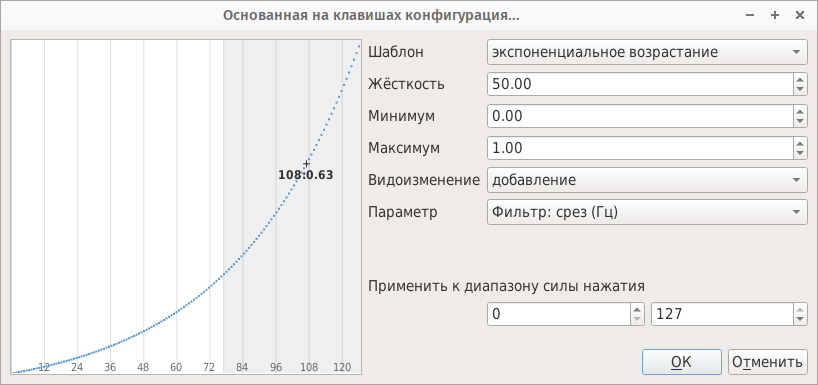 Основанная на клавишах конфигурация...
Шаблон экспоненциальное возрастание
Жёсткость 50.00
Минимум 0.00
Максимум 1.00
Видоизменение добавление
Параметр Фильтр: срез (Гц)
108:0.63
Применить к диапазону силы нажатия
0 127
12 24 36 48 60 72 84 96 108 120
OK Отменить